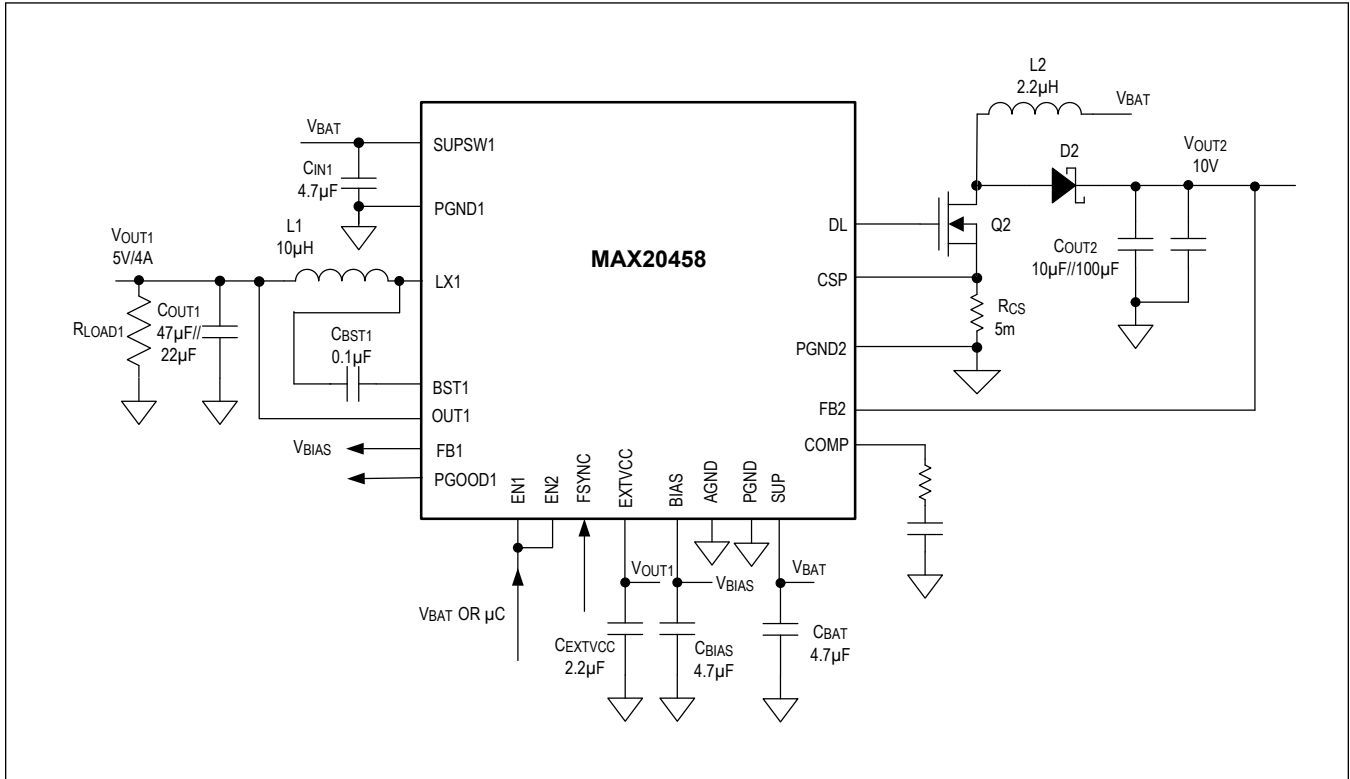 L2
2.2µH
VBAT
VBAT
SUPSW1
CIN1
4.7µF
PGND1
D2
VOUT2
10V
L1
10µH
VOUT1
5V/4A
LX1
MAX20458
DL
Q2
COUT2
10µF//100µF
CSP
RLOAD1
COUT1
47µF//
22µF
CBST1
0.1µF
RCS
5m
PGND2
BST1
OUT1
FB2
VBIAS
FB1
COMP
PGOOD1
EN1
EN2
FSYNC
EXTVCC
BIAS
AGND
PGND
SUP
VOUT1
VBIAS
VBAT
VBAT OR µC
CEXTVCC
2.2µF
CBIAS
4.7µF
CBAT
4.7µF